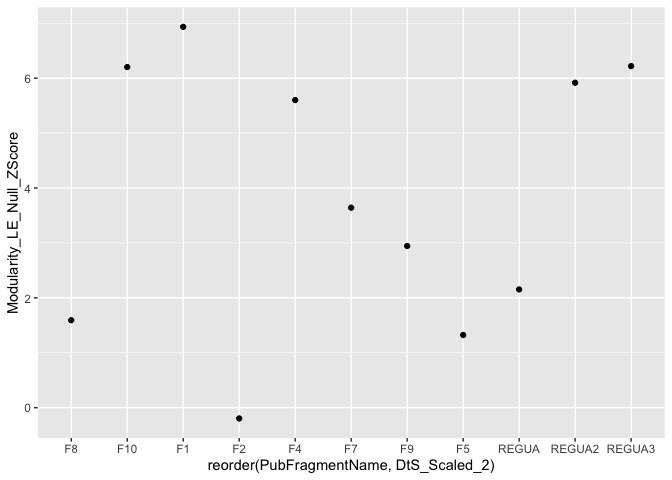 Modularity_LE_Null_ZScore
6
4
2
0
F8 F10 F1 F2 F4 F7 F9 F5 REGUA REGUA2 REGUA3
reorder(PubFragmentName, DtS_Scaled_2)